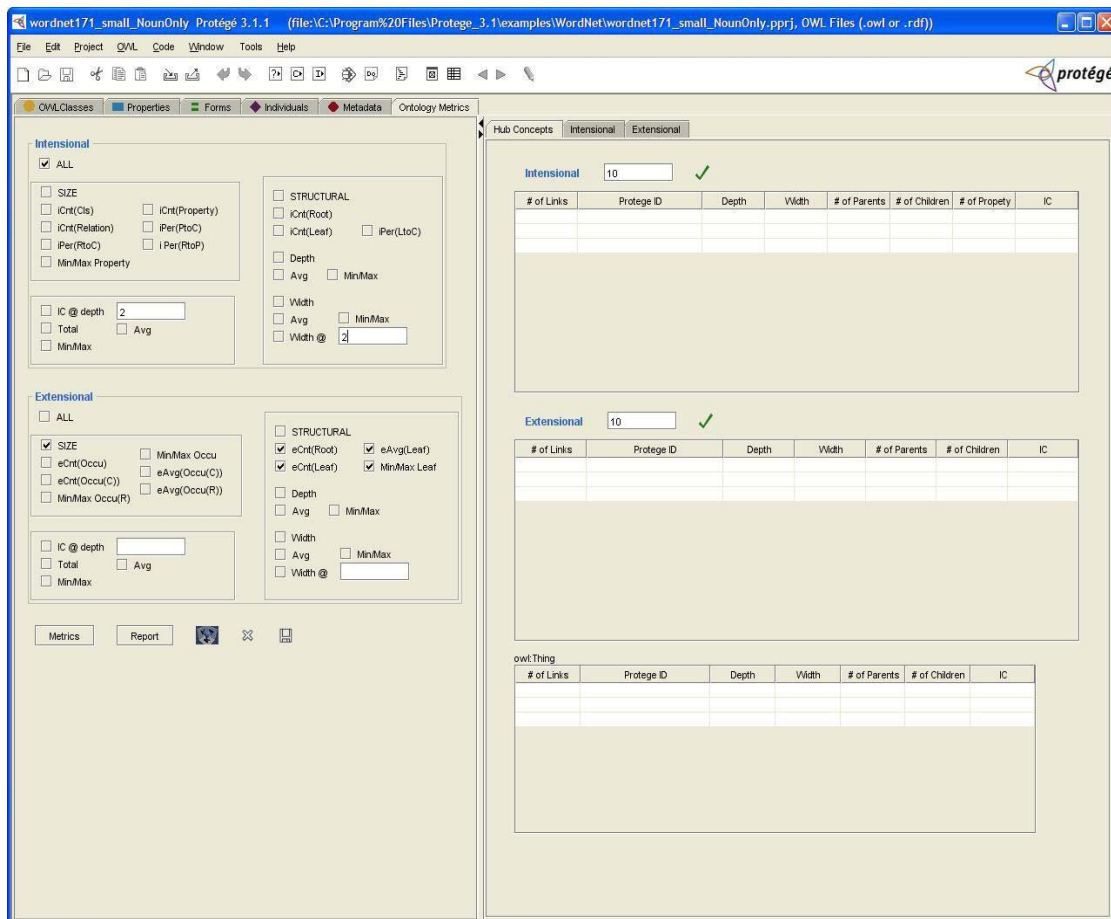 wordnet171_small_NounOnly Protégé 3.1.1 (file:\C:\Program%20Files\Protege_3.1\examples\WordNet\wordnet171_small_NounOnly.pprj, OWL Files (.owl or .rdf))
File Edit Project OWL Code Window Tools Help
protégé
OWLClasses Properties Forms Individuals Metadata Ontology Metrics
Intensional
ALL
SIZE
iCnt(Cls) iCnt(Property)
iCnt(Relation) iPer(PtoC)
iPer(RtoC) i Per(RtoP)
Min/Max Property
STRUCTURAL
iCnt(Root)
iCnt(Leaf) iPer(LtoC)
Depth
Avg Min/Max
Width
Avg Min/Max
Width @ 2
IC @ depth 2
Total Avg
Min/Max
Extensional
ALL
SIZE
eCnt(Occu) Min/Max Occu
eCnt(Occu(C)) eAvg(Occu(C))
Min/Max Occu(R) eAvg(Occu(R))
STRUCTURAL
eCnt(Root) eAvg(Leaf)
eCnt(Leaf) Min/Max Leaf
Depth
Avg Min/Max
Width
Avg Min/Max
Width @
IC @ depth
Total Avg
Min/Max
Metrics Report
Hub Concepts Intensional Extensional
Intensional 10
# of Links Protege ID Depth Width # of Parents # of Children # of Propety IC
Extensional 10
# of Links Protege ID Depth Width # of Parents # of Children IC
owl:Thing
# of Links Protege ID Depth Width # of Parents # of Children IC